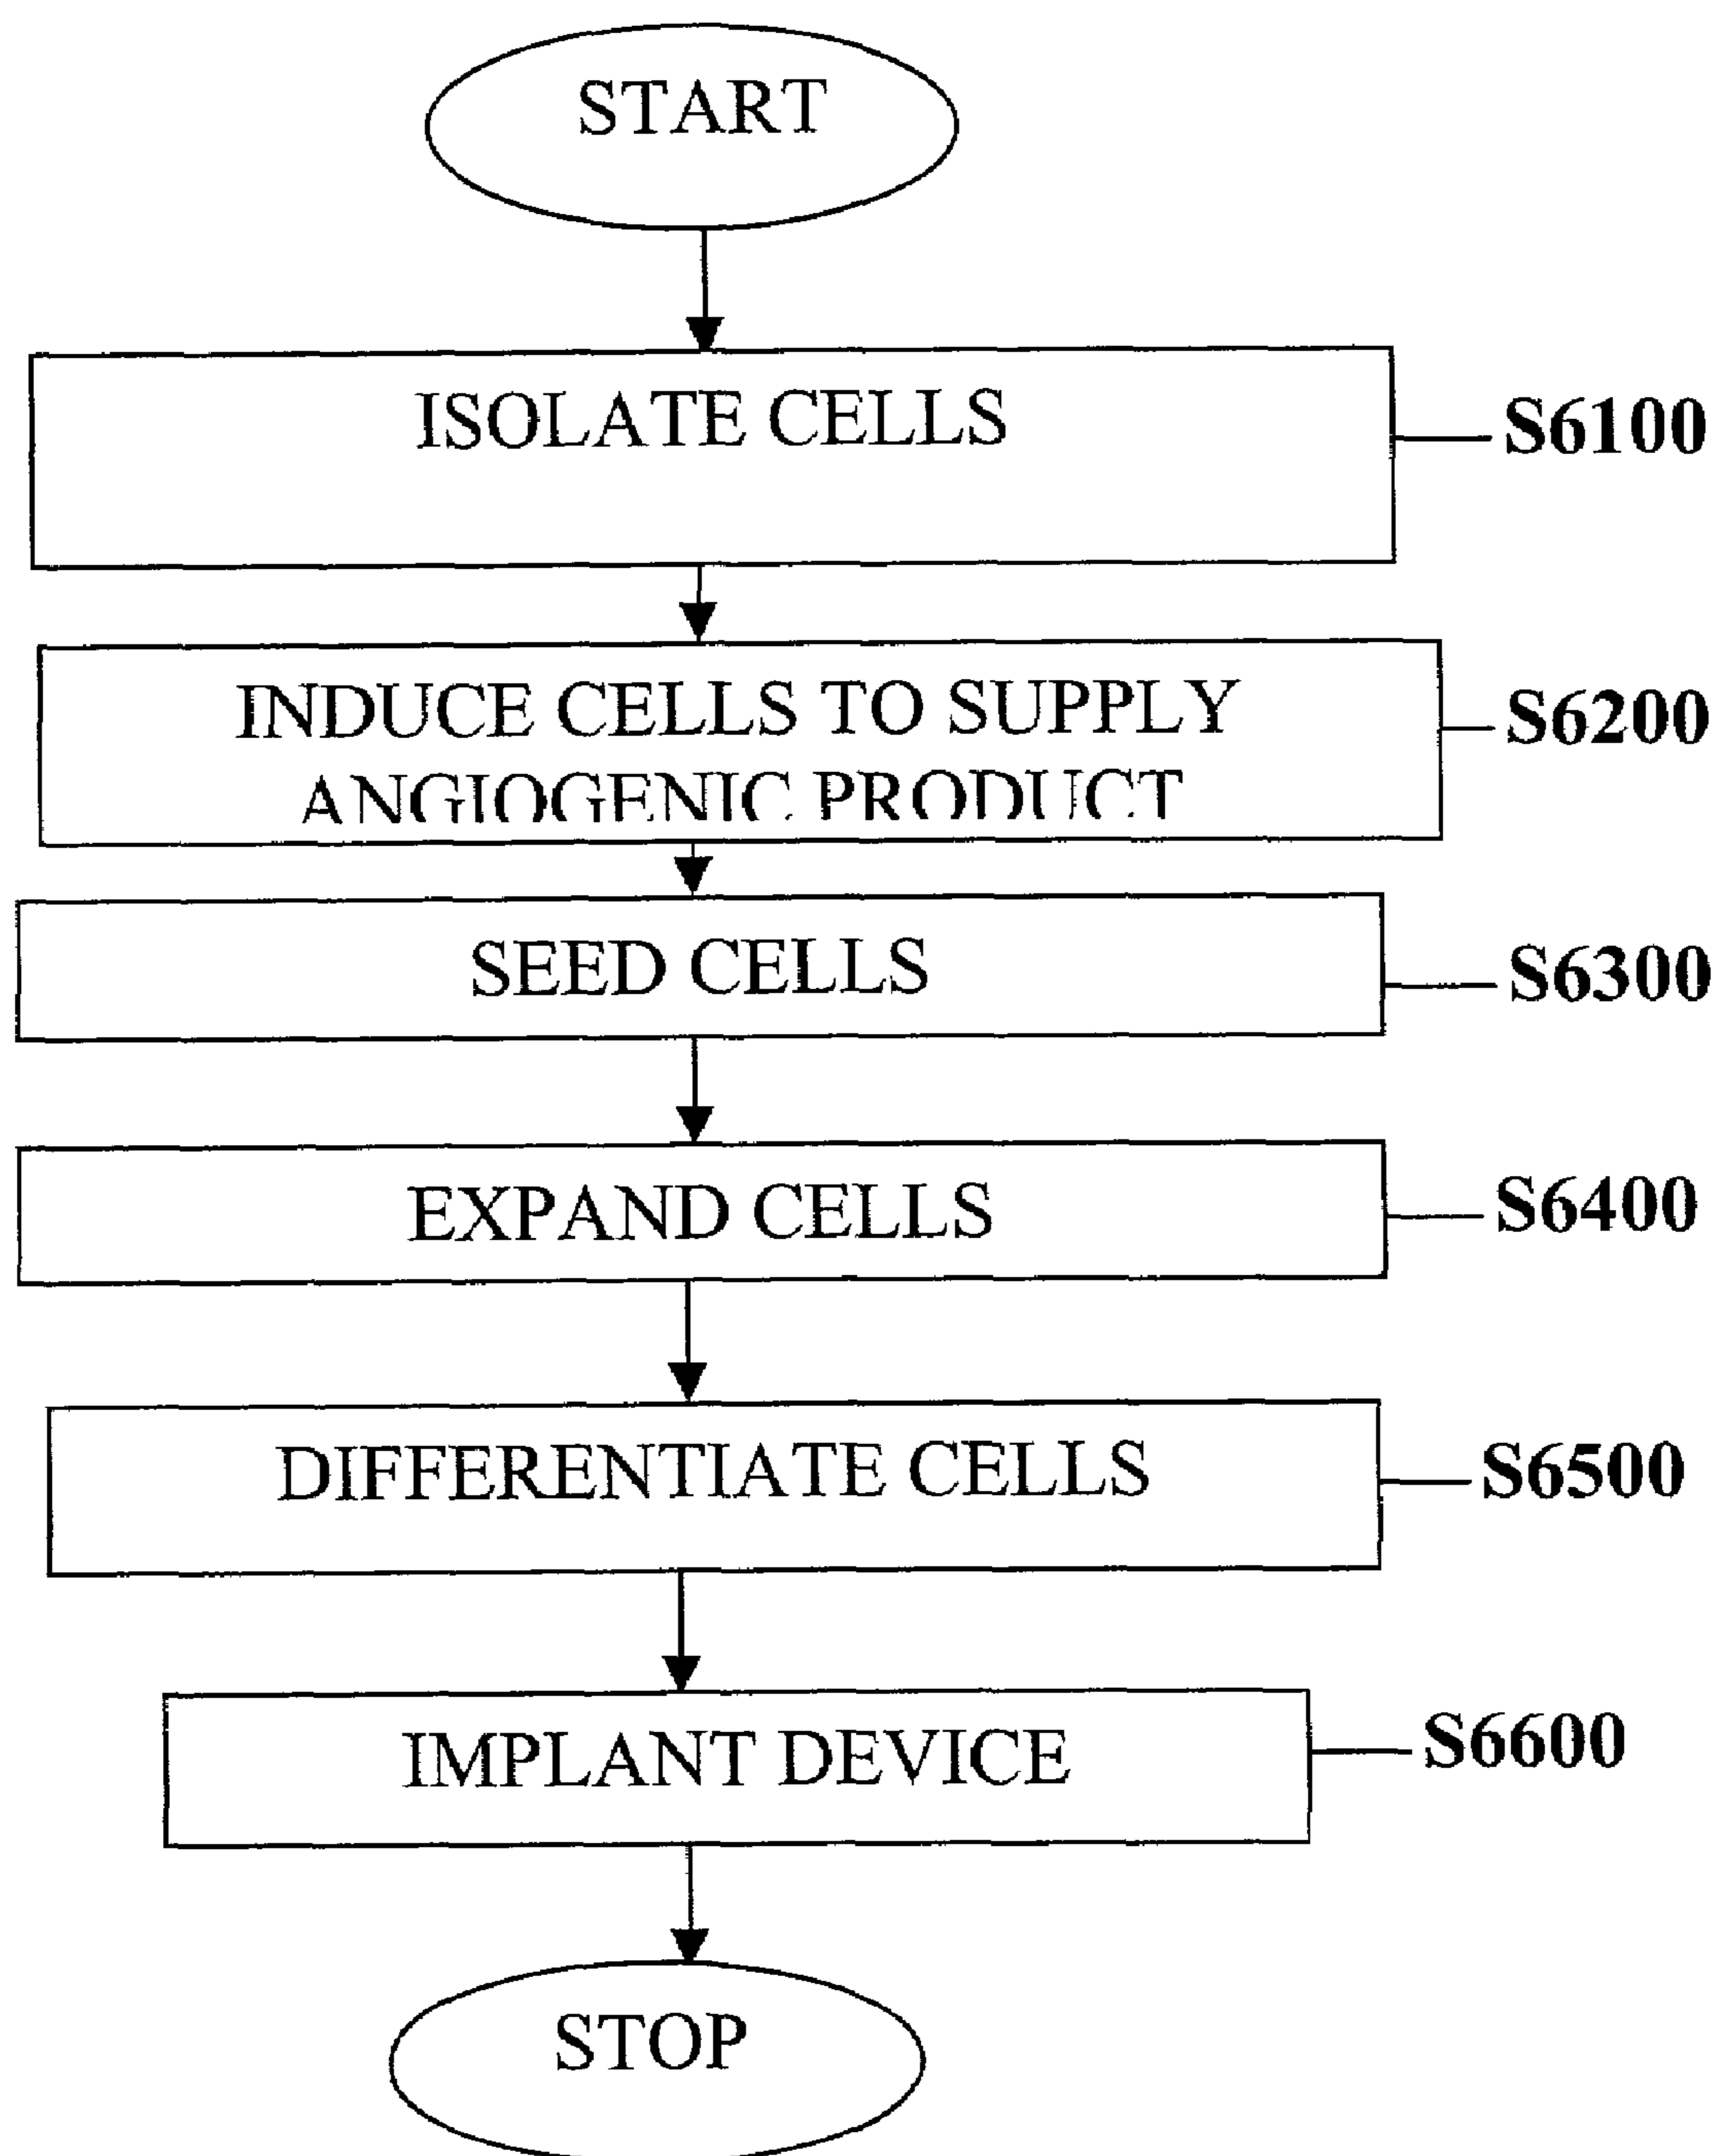 START
ISOLATE CELLS
S6100
INDUCE CELLS TO SUPPLY
ANGIOGENIC PRODUCT
S6200
SEED CELLS
S6300
EXPAND CELLS
S6400
DIFFERENTIATE CELLS
S6500
IMPLANT DEVICE
S6600
STOP